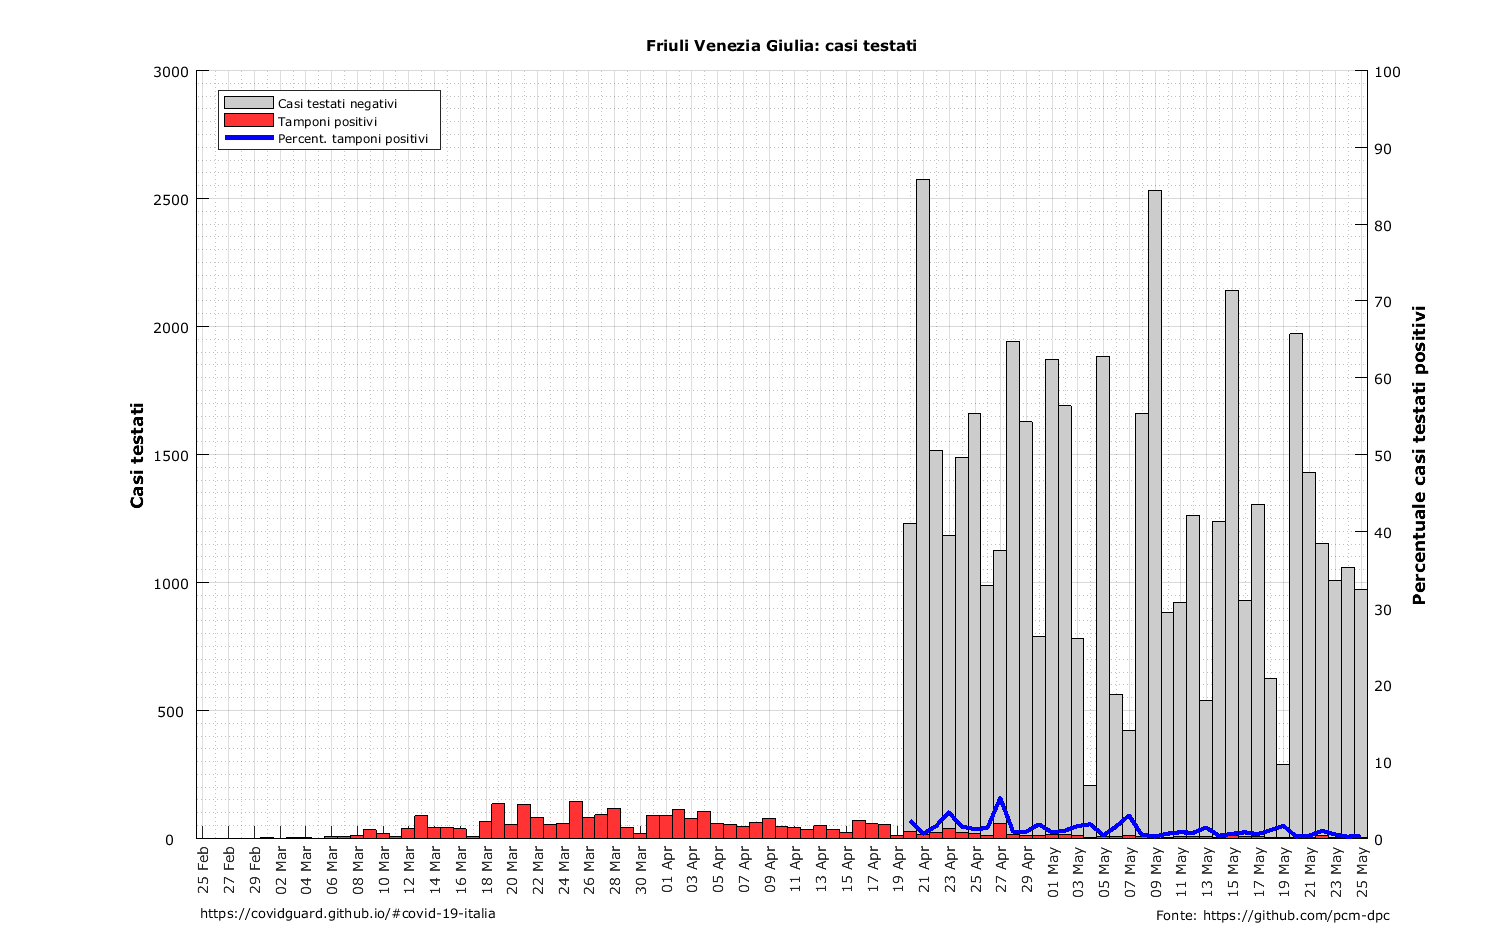 Friuli Venezia Giulia: casi testati
Casi testati negativi
Tamponi positivi
Percent. tamponi positivi
Casi testati
3000
2500
2000
1500
1000
500
0
100
90
80
70
60
50
40
30
20
10
0
Percentuale casi testati positivi
25 Feb
27 Feb
29 Feb
02 Mar
04 Mar
06 Mar
08 Mar
10 Mar
12 Mar
14 Mar
16 Mar
18 Mar
20 Mar
22 Mar
24 Mar
26 Mar
28 Mar
30 Mar
01 Apr
03 Apr
05 Apr
07 Apr
09 Apr
11 Apr
13 Apr
15 Apr
17 Apr
19 Apr
21 Apr
23 Apr
25 Apr
27 Apr
29 Apr
01 May
03 May
05 May
07 May
09 May
11 May
13 May
15 May
17 May
19 May
21 May
23 May
25 May
https://covidguard.github.io/#covid-19-italia
Fonte: https://github.com/pcm-dpc